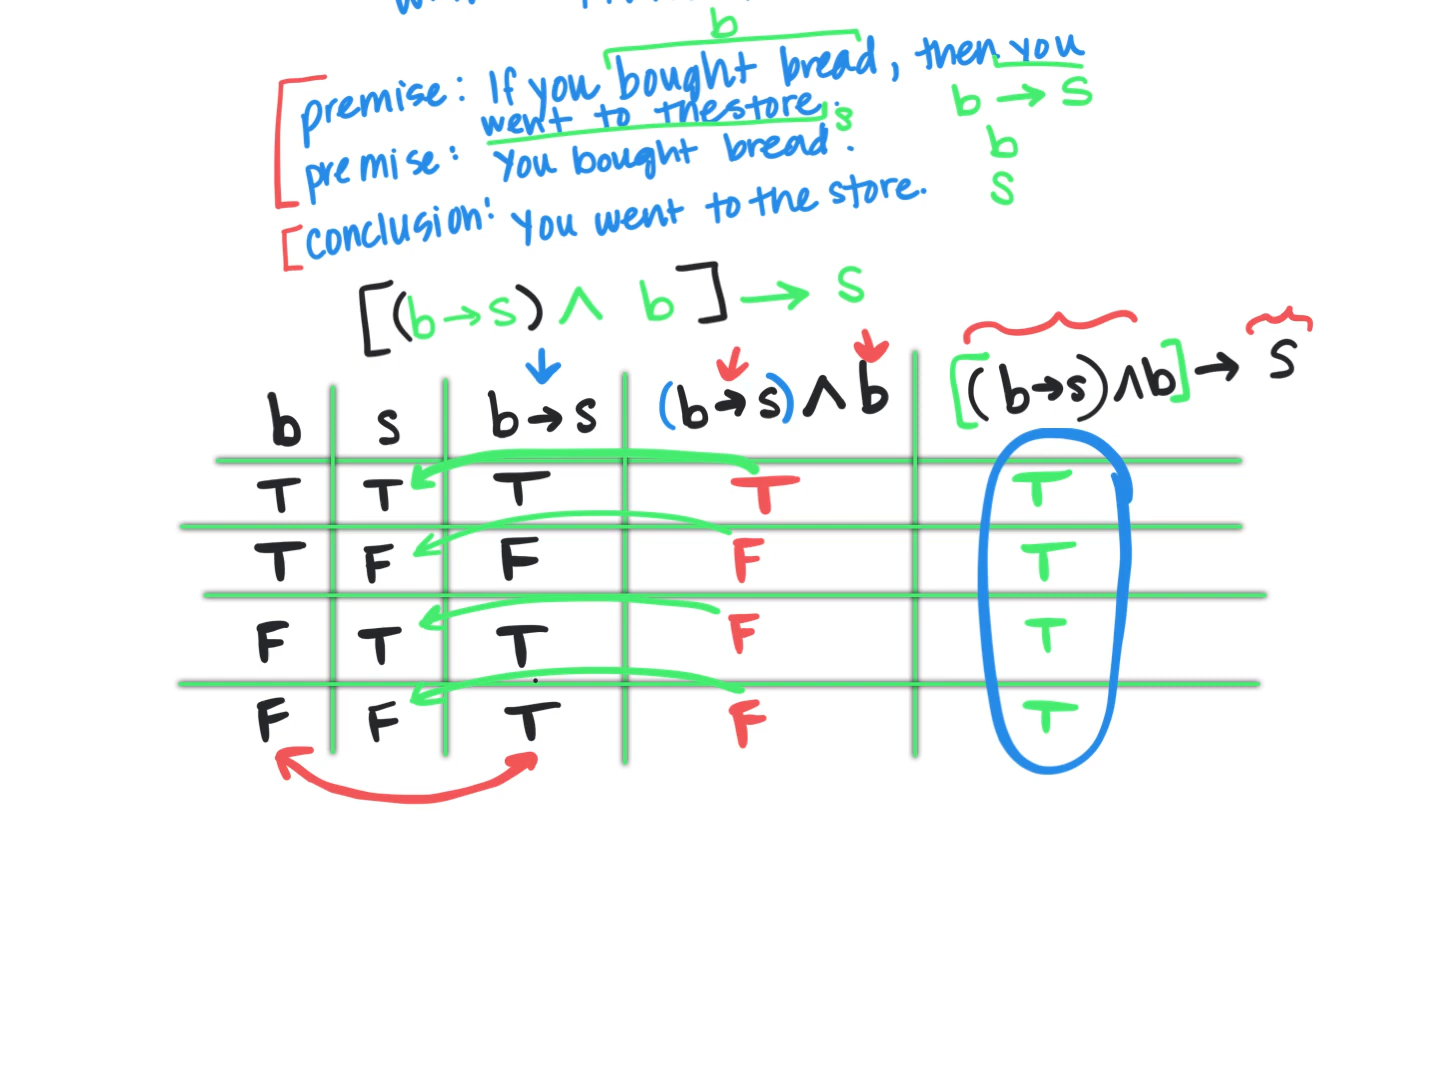 b
premise: If you bought bread, then you
went to the store. s
b → s
premise: you bought bread.
b
s
conclusion: you went to the store.
[(b→s) ∧ b] → s
b s b→s (b→s) ∧ b [(b→s)∧b] → s
T T T T T
T F F F T
F T T F T
F F T F T